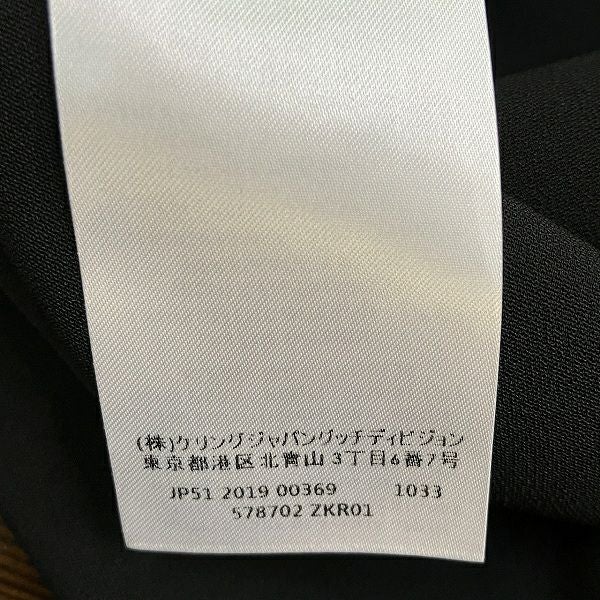 (株)ケリングジャパングッチディビジョン
東京都港区北青山3丁目6番7号
JP51 2019 00369 1033
578702 ZKR01